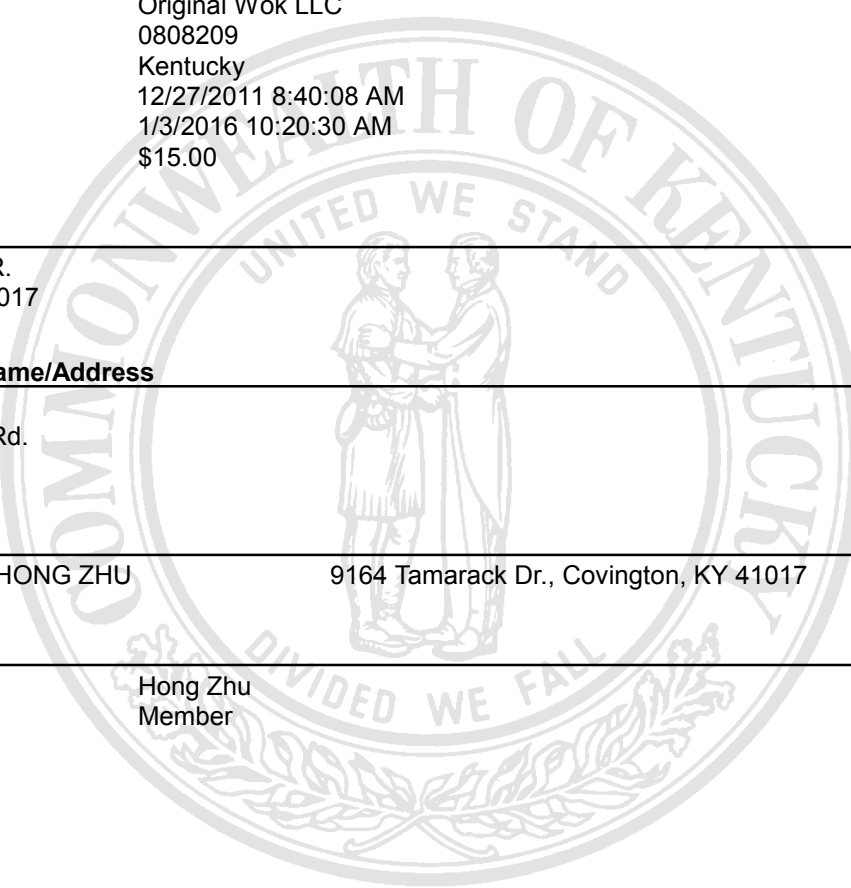 Original Wok LLC
0808209
Kentucky
12/27/2011 8:40:08 AM
1/3/2016 10:20:30 AM
$15.00
R.
017
ame/Address
Rd.
HONG ZHU 9164 Tamarack Dr., Covington, KY 41017
Hong Zhu
Member
COMMONWEALTH OF KENTUCKY
UNITED WE STAND
DIVIDED WE FALL